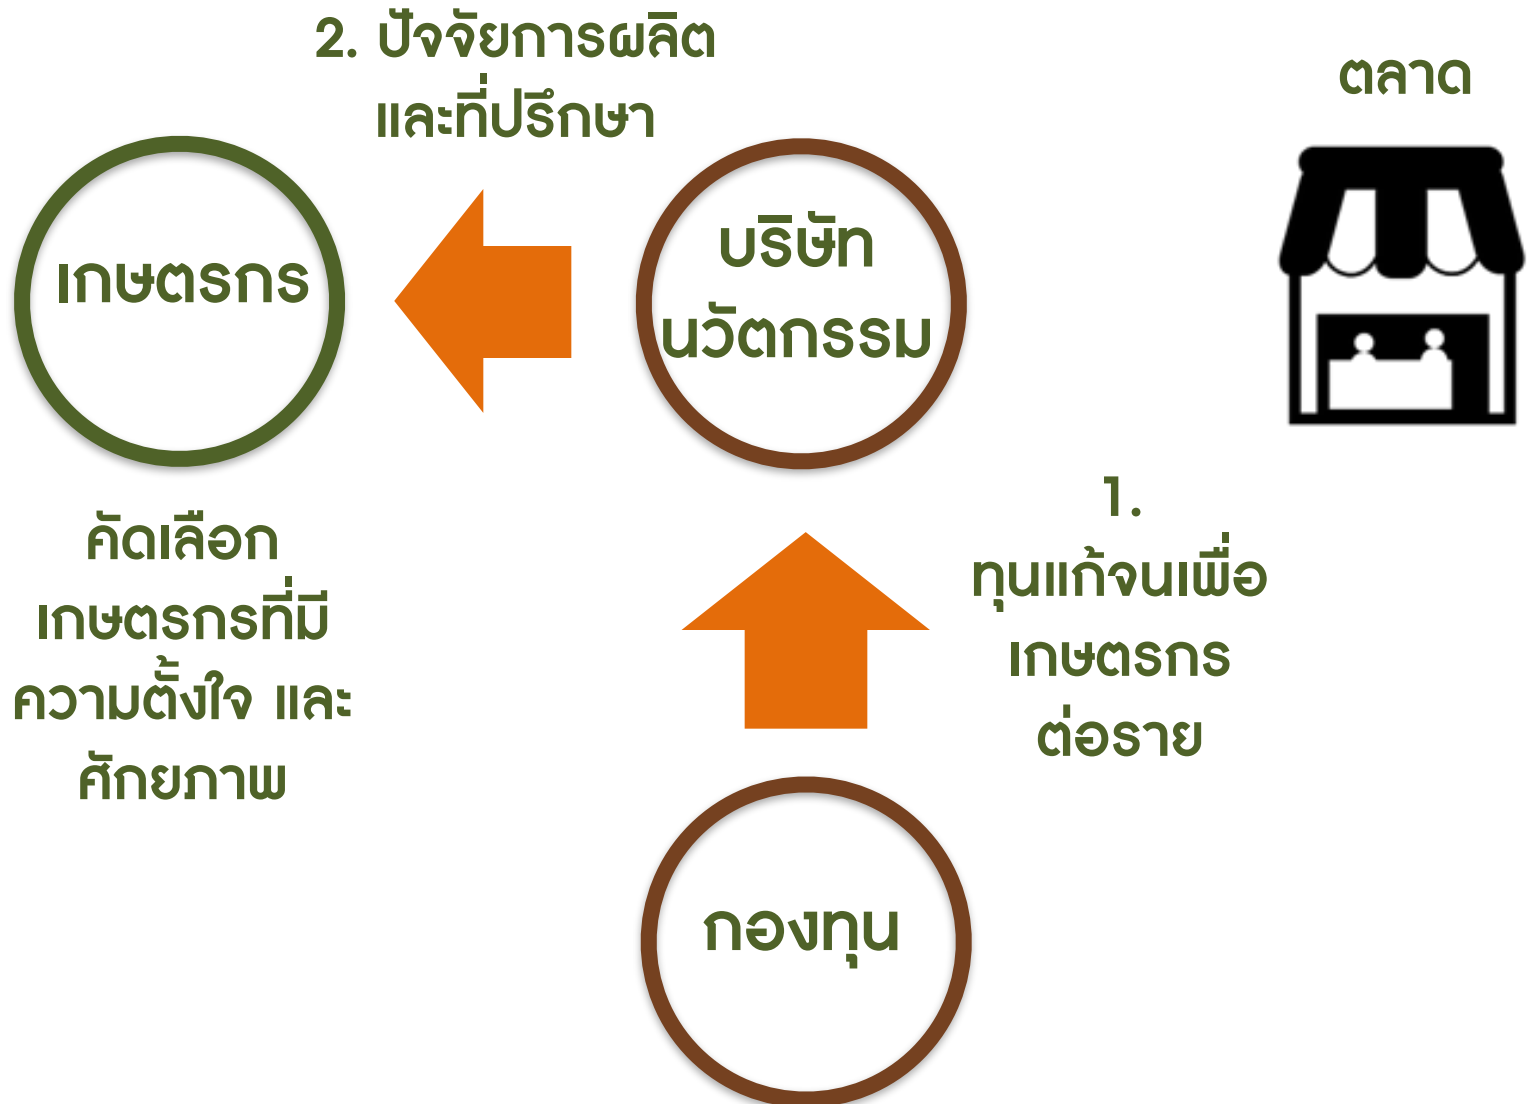 2. ปัจจัยการผลิต
และที่ปรึกษา
ตลาด
เกษตรกร
บริษัท
นวัตกรรม
คัดเลือก
เกษตรกรที่มี
ความตั้งใจ และ
ศักยภาพ
1.
ทุนแก้จนเพื่อ
เกษตรกร
ต่อราย
กองทุน